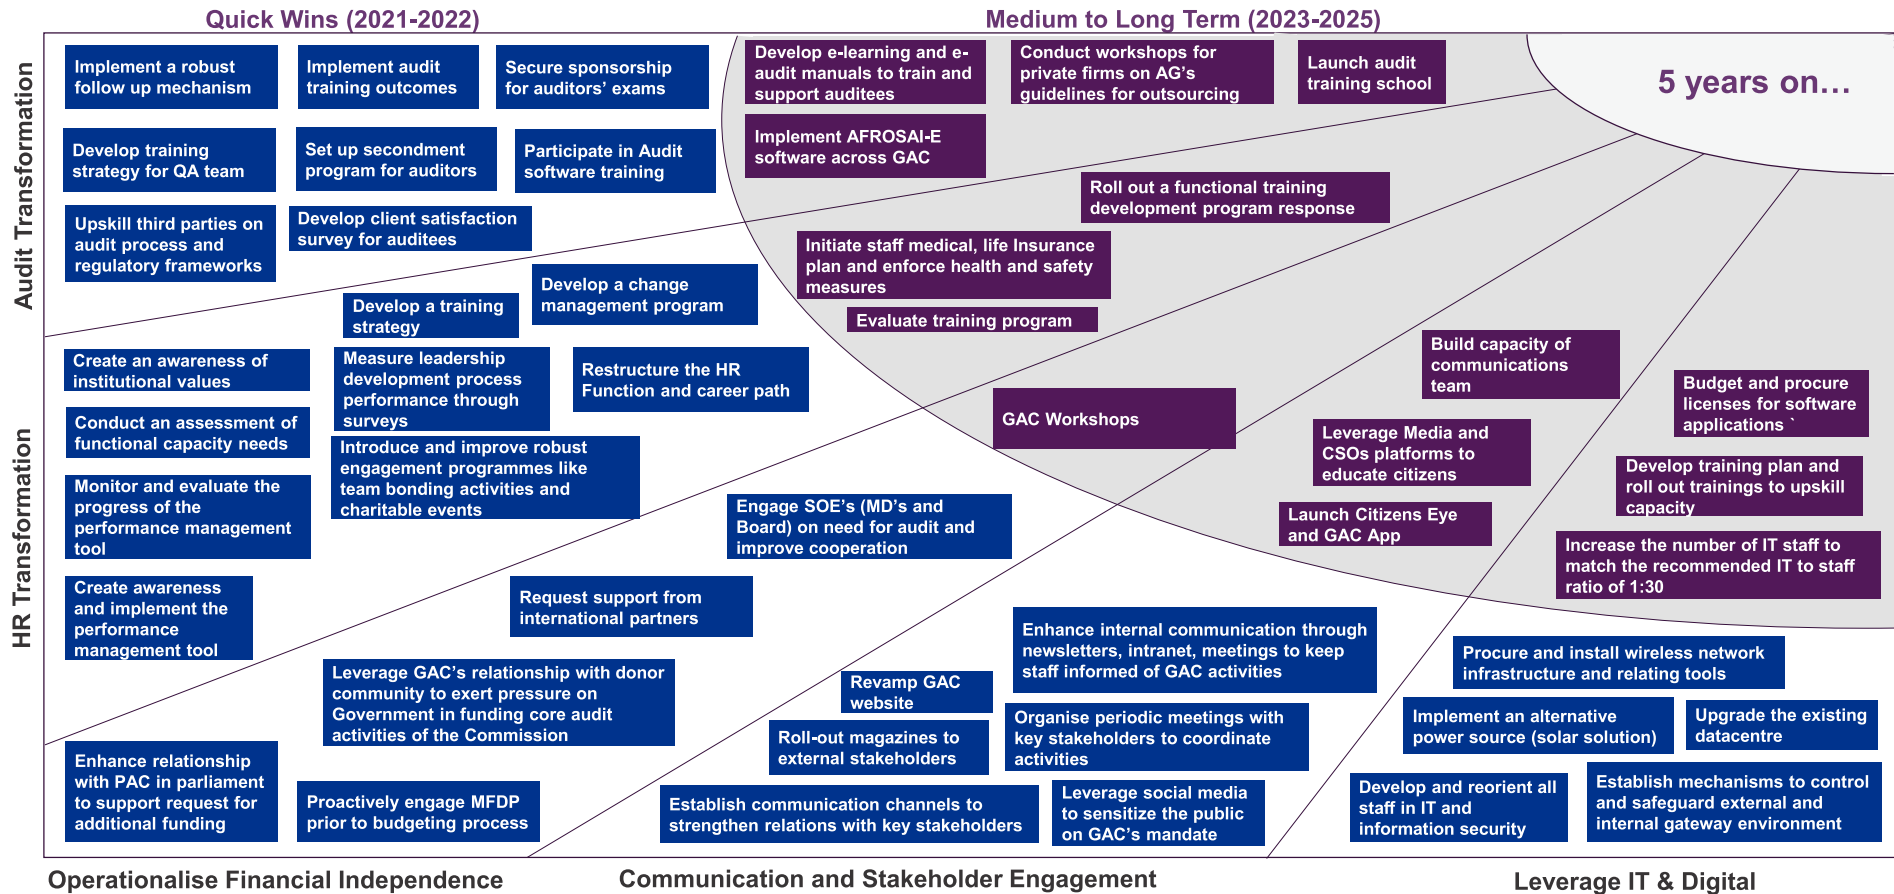 Quick Wins (2021-2022)
Medium to Long Term (2023-2025)
Audit Transformation
Implement a robust
follow up mechanism
Implement audit
training outcomes
Secure sponsorship
for auditors’ exams
Develop training
strategy for QA team
Set up secondment
program for auditors
Participate in Audit
software training
Upskill third parties on
audit process and
regulatory frameworks
Develop client satisfaction
survey for auditees
Develop e-learning and e-
audit manuals to train and
support auditees
Conduct workshops for
private firms on AG’s
guidelines for outsourcing
Launch audit
training school
Implement AFROSAI-E
software across GAC
5 years on…
HR Transformation
Develop a change
management program
Develop a training
strategy
Create an awareness of
institutional values
Measure leadership
development process
performance through
surveys
Restructure the HR
Function and career path
Conduct an assessment of
functional capacity needs
Introduce and improve robust
engagement programmes like
team bonding activities and
charitable events
Monitor and evaluate the
progress of the
performance management
tool
Create awareness
and implement the
performance
management tool
Roll out a functional training
development program response
Initiate staff medical, life Insurance
plan and enforce health and safety
measures
Evaluate training program
GAC Workshops
Engage SOE’s (MD’s and
Board) on need for audit and
improve cooperation
Request support from
international partners
Leverage GAC’s relationship with donor
community to exert pressure on
Government in funding core audit
activities of the Commission
Enhance relationship
with PAC in parliament
to support request for
additional funding
Proactively engage MFDP
prior to budgeting process
Build capacity of
communications
team
Leverage Media and
CSOs platforms to
educate citizens
Launch Citizens Eye
and GAC App
Enhance internal communication through
newsletters, intranet, meetings to keep
staff informed of GAC activities
Revamp GAC
website
Organise periodic meetings with
key stakeholders to coordinate
activities
Roll-out magazines to
external stakeholders
Establish communication channels to
strengthen relations with key stakeholders
Leverage social media
to sensitize the public
on GAC’s mandate
Budget and procure
licenses for software
applications `
Develop training plan and
roll out trainings to upskill
capacity
Increase the number of IT staff to
match the recommended IT to staff
ratio of 1:30
Procure and install wireless network
infrastructure and relating tools
Implement an alternative
power source (solar solution)
Upgrade the existing
datacentre
Develop and reorient all
staff in IT and
information security
Establish mechanisms to control
and safeguard external and
internal gateway environment
Operationalise Financial Independence
Communication and Stakeholder Engagement
Leverage IT & Digital